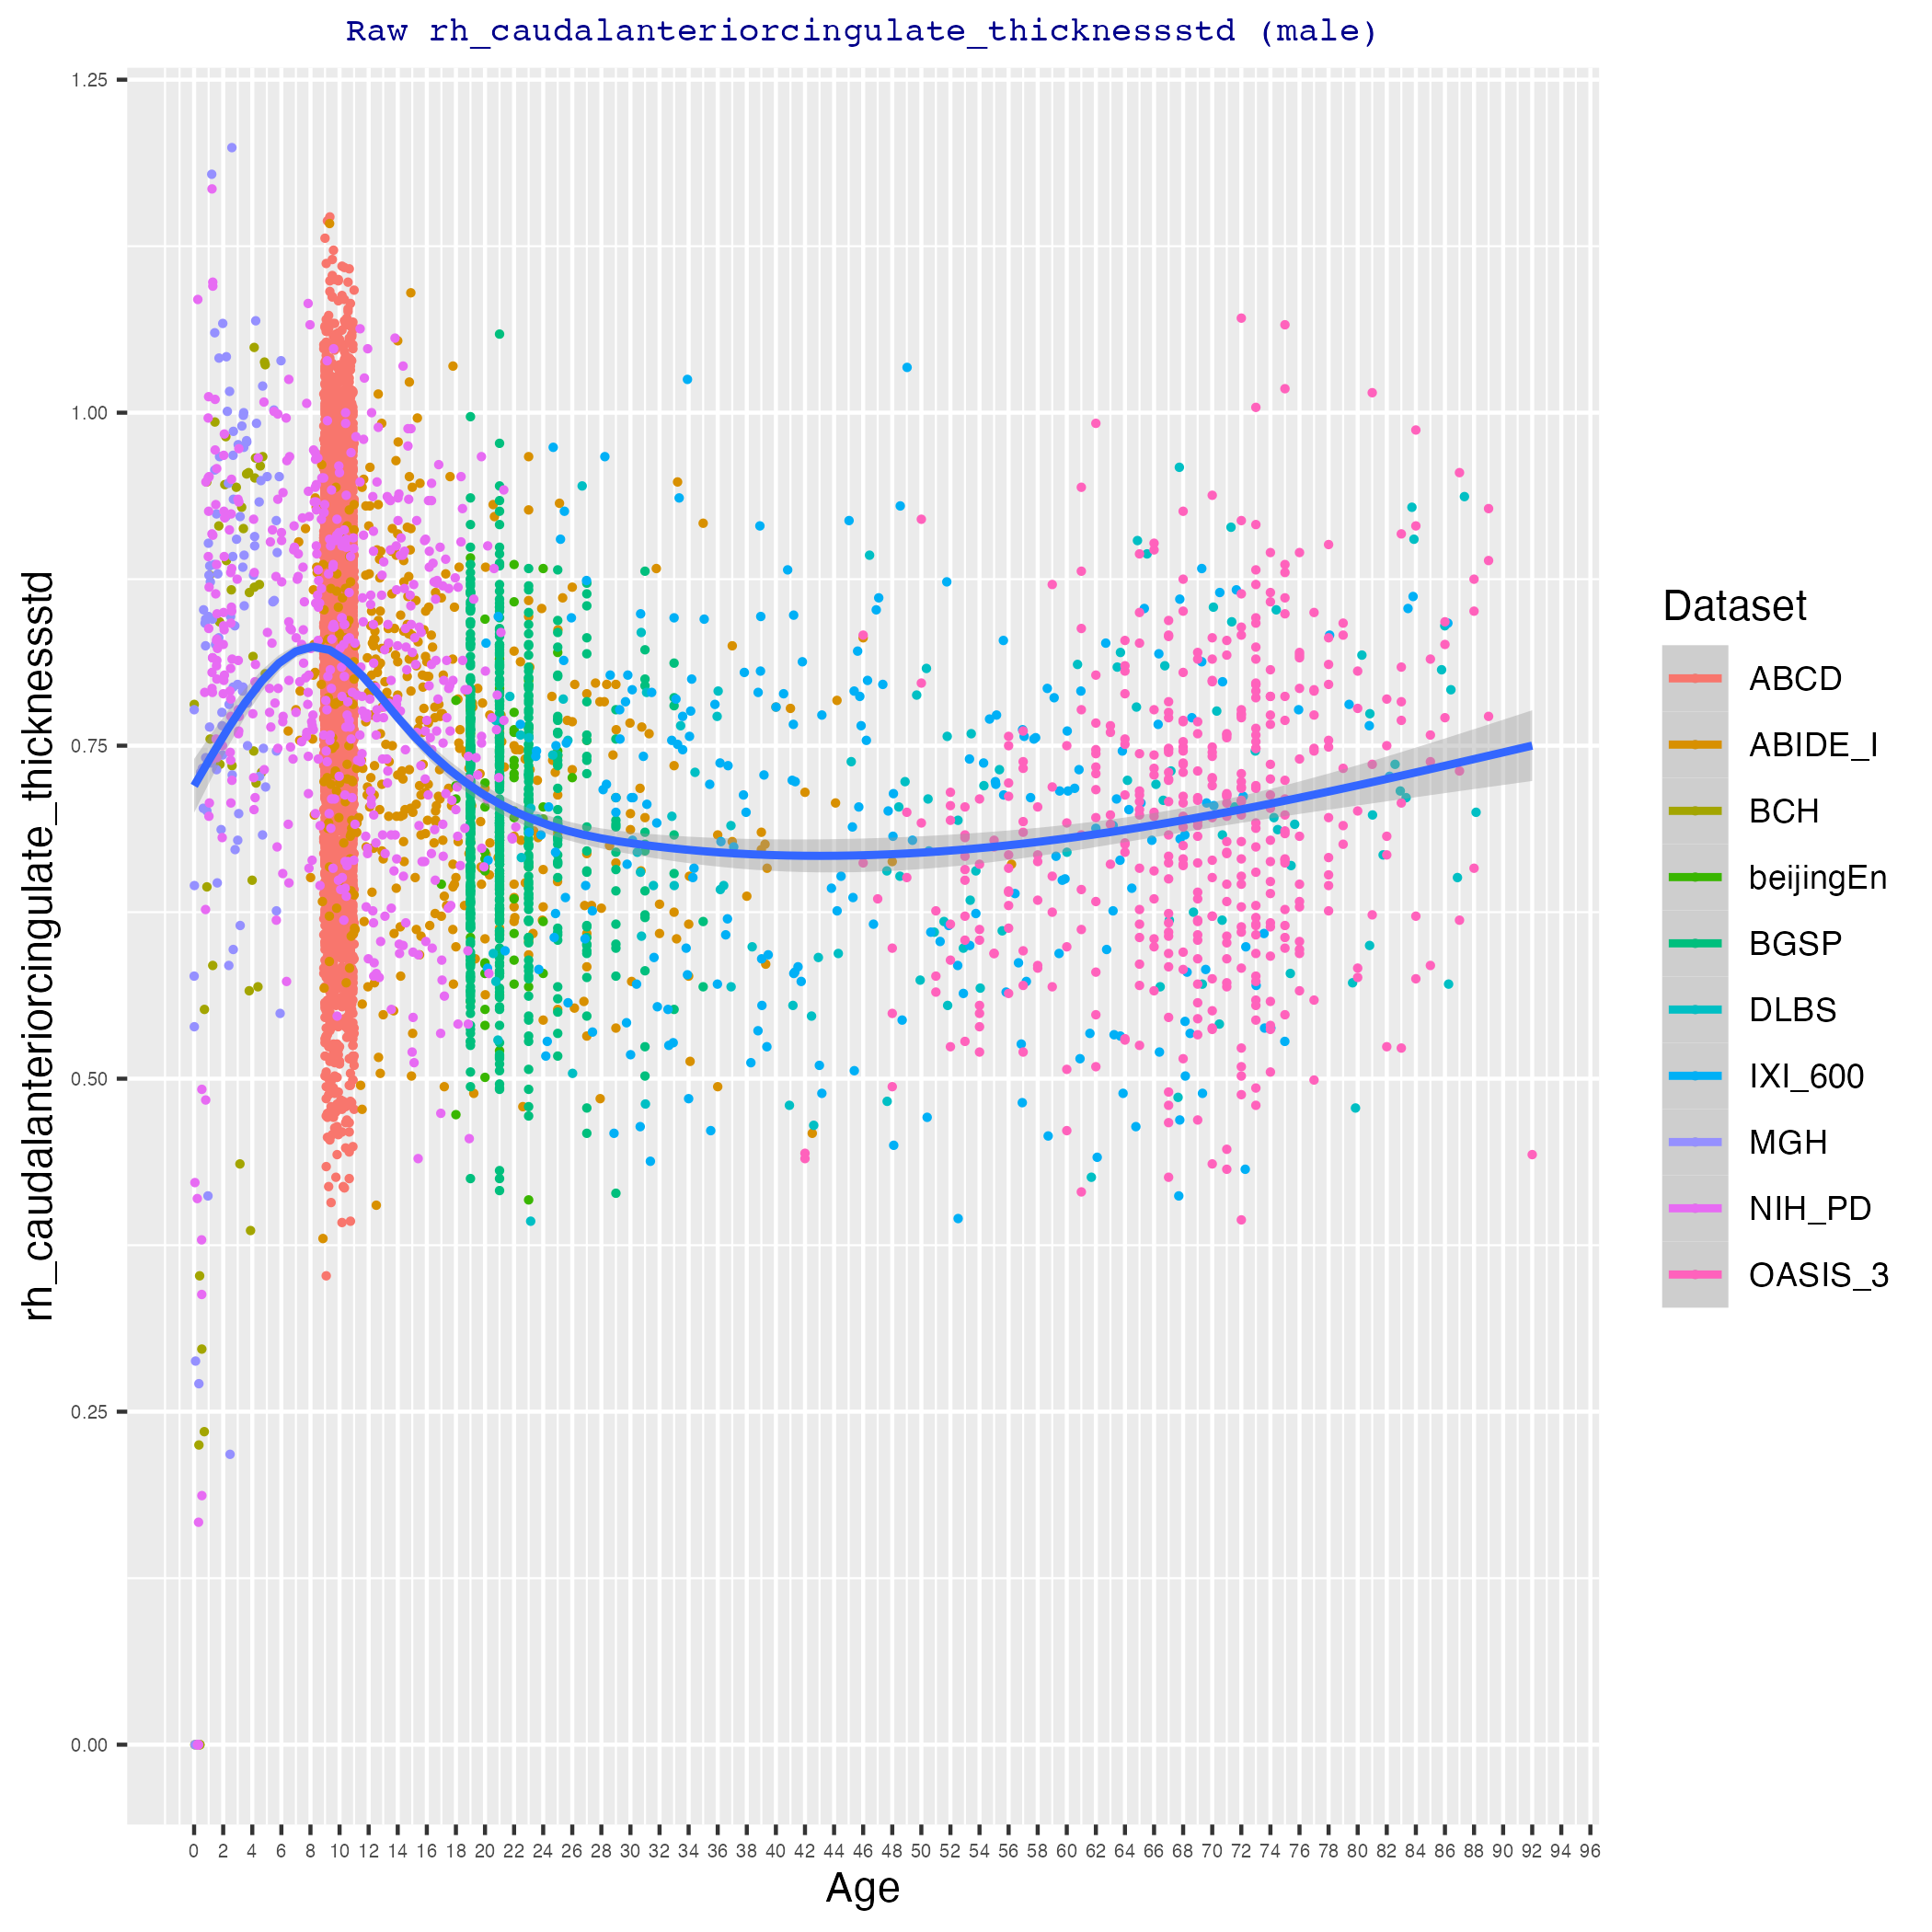 Raw rh_caudalanteriorcingulate_thicknessstd (male)
rh_caudalanteriorcingulate_thicknessstd
1.25
1.00
0.75
0.50
0.25
0.00
0 2 4 6 8 10 12 14 16 18 20 22 24 26 28 30 32 34 36 38 40 42 44 46 48 50 52 54 56 58 60 62 64 66 68 70 72 74 76 78 80 82 84 86 88 90 92 94 96
Age
Dataset
ABCD
ABIDE_I
BCH
beijingEn
BGSP
DLBS
IXI_600
MGH
NIH_PD
OASIS_3